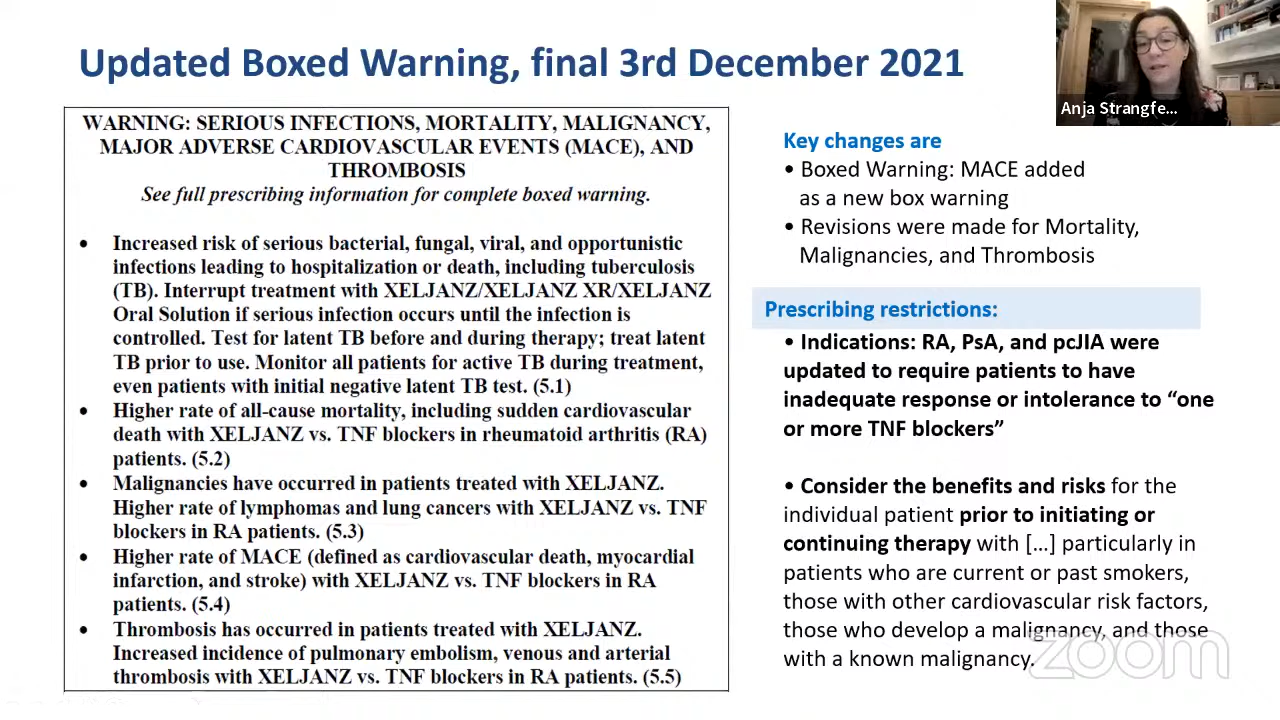 Updated Boxed Warning, final 3rd December 2021
WARNING: SERIOUS INFECTIONS, MORTALITY, MALIGNANCY,
MAJOR ADVERSE CARDIOVASCULAR EVENTS (MACE), AND
THROMBOSIS
See full prescribing information for complete boxed warning.
• Increased risk of serious bacterial, fungal, viral, and opportunistic
infections leading to hospitalization or death, including tuberculosis
(TB). Interrupt treatment with XELJANZ/XELJANZ XR/XELJANZ
Oral Solution if serious infection occurs until the infection is
controlled. Test for latent TB before and during therapy; treat latent
TB prior to use. Monitor all patients for active TB during treatment,
even patients with initial negative latent TB test. (5.1)
• Higher rate of all-cause mortality, including sudden cardiovascular
death with XELJANZ vs. TNF blockers in rheumatoid arthritis (RA)
patients. (5.2)
• Malignancies have occurred in patients treated with XELJANZ.
Higher rate of lymphomas and lung cancers with XELJANZ vs. TNF
blockers in RA patients. (5.3)
• Higher rate of MACE (defined as cardiovascular death, myocardial
infarction, and stroke) with XELJANZ vs. TNF blockers in RA
patients. (5.4)
• Thrombosis has occurred in patients treated with XELJANZ.
Increased incidence of pulmonary embolism, venous and arterial
thrombosis with XELJANZ vs. TNF blockers in RA patients. (5.5)
Anja Strangfe...
Key changes are
• Boxed Warning: MACE added
as a new box warning
• Revisions were made for Mortality,
Malignancies, and Thrombosis
Prescribing restrictions:
• Indications: RA, PsA, and pcJIA were
updated to require patients to have
inadequate response or intolerance to “one
or more TNF blockers”
• Consider the benefits and risks for the
individual patient prior to initiating or
continuing therapy with […] particularly in
patients who are current or past smokers,
those with other cardiovascular risk factors,
those who develop a malignancy, and those
with a known malignancy.
zoom